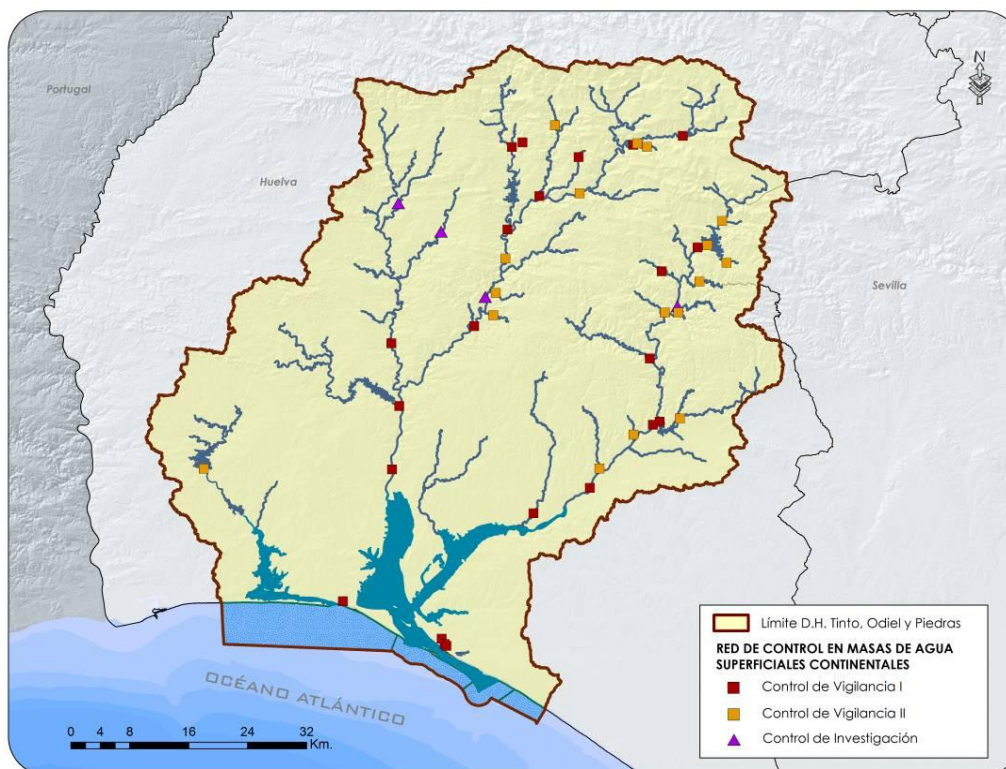 Portugal
N
Huelva
Sevilla
OCÉANO ATLÁNTICO
0 4 8 16 24 32
Km.
Límite D.H. Tinto, Odiel y Piedras
RED DE CONTROL EN MASAS DE AGUA
SUPERFICIALES CONTINENTALES
Control de Vigilancia I
Control de Vigilancia II
Control de Investigación